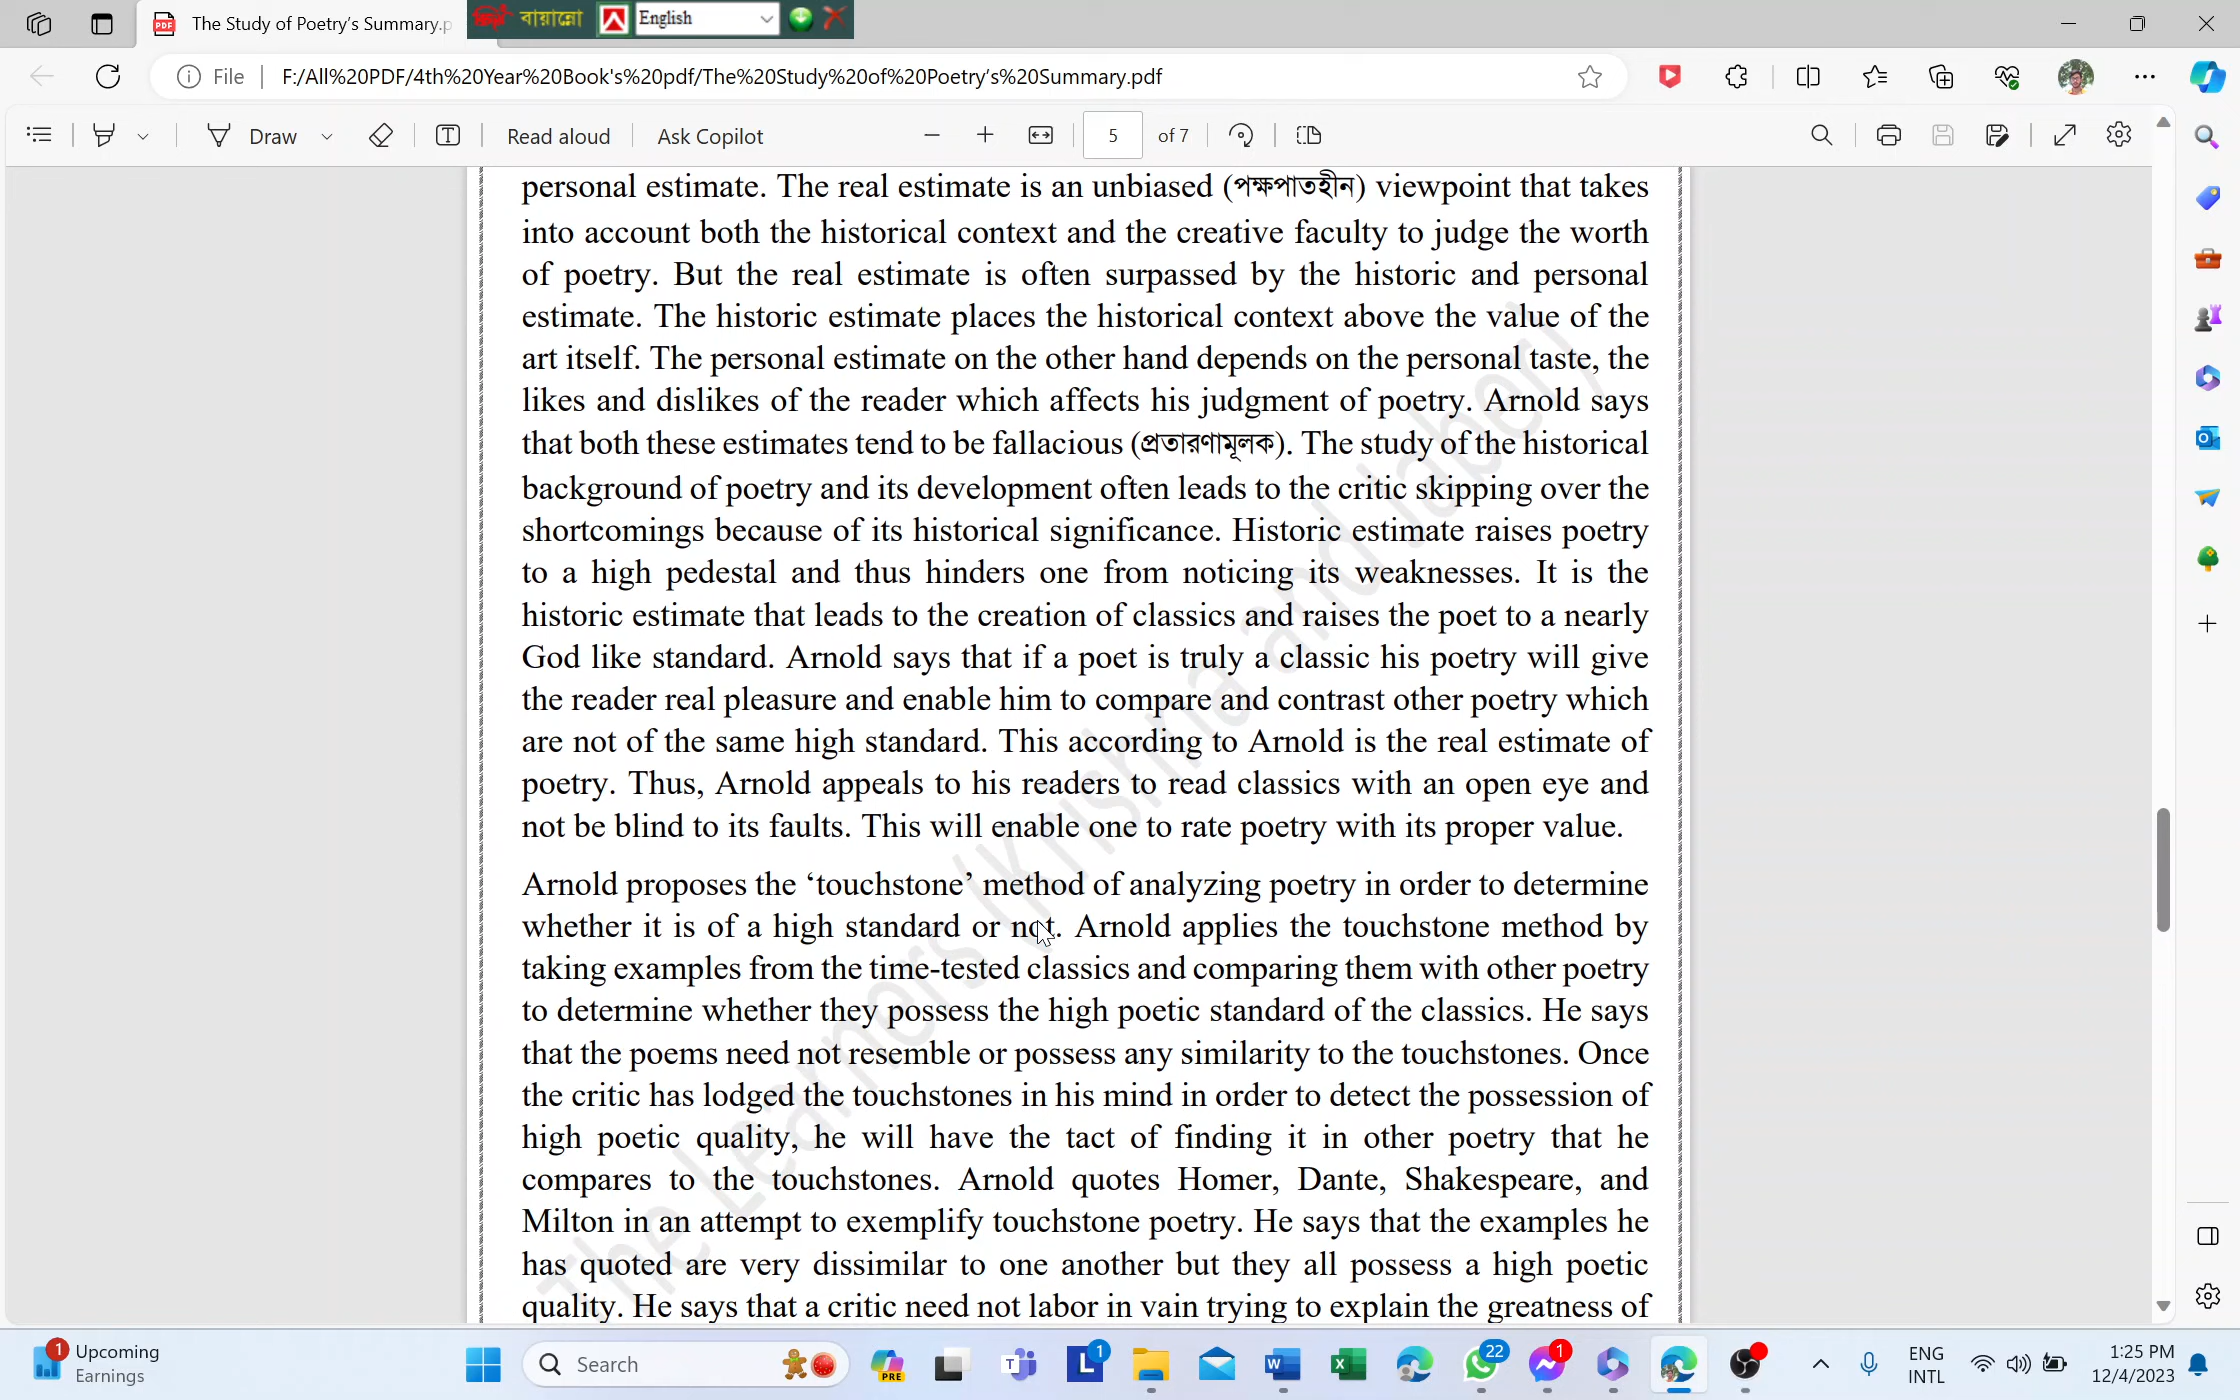 The Study of Poetry's Summary.p
বায়ান্নো
English
File
F:/All%20PDF/4th%20Year%20Book's%20pdf/The%20Study%20of%20Poetry's%20Summary.pdf
Draw
Read aloud
Ask Copilot
5
of 7
personal estimate. The real estimate is an unbiased (পক্ষপাতহীন) viewpoint that takes
into account both the historical context and the creative faculty to judge the worth
of poetry. But the real estimate is often surpassed by the historic and personal
estimate. The historic estimate places the historical context above the value of the
art itself. The personal estimate on the other hand depends on the personal taste, the
likes and dislikes of the reader which affects his judgment of poetry. Arnold says
that both these estimates tend to be fallacious (প্রতারণামূলক). The study of the historical
background of poetry and its development often leads to the critic skipping over the
shortcomings because of its historical significance. Historic estimate raises poetry
to a high pedestal and thus hinders one from noticing its weaknesses. It is the
historic estimate that leads to the creation of classics and raises the poet to a nearly
God like standard. Arnold says that if a poet is truly a classic his poetry will give
the reader real pleasure and enable him to compare and contrast other poetry which
are not of the same high standard. This according to Arnold is the real estimate of
poetry. Thus, Arnold appeals to his readers to read classics with an open eye and
not be blind to its faults. This will enable one to rate poetry with its proper value.
Arnold proposes the ‘touchstone’ method of analyzing poetry in order to determine
whether it is of a high standard or not. Arnold applies the touchstone method by
taking examples from the time-tested classics and comparing them with other poetry
to determine whether they possess the high poetic standard of the classics. He says
that the poems need not resemble or possess any similarity to the touchstones. Once
the critic has lodged the touchstones in his mind in order to detect the possession of
high poetic quality, he will have the tact of finding it in other poetry that he
compares to the touchstones. Arnold quotes Homer, Dante, Shakespeare, and
Milton in an attempt to exemplify touchstone poetry. He says that the examples he
has quoted are very dissimilar to one another but they all possess a high poetic
quality. He says that a critic need not labor in vain trying to explain the greatness of
The Learners (Krishna and Jaber)
1
Upcoming
Earnings
Search
PRE
1
22
1
ENG
INTL
1:25 PM
12/4/2023